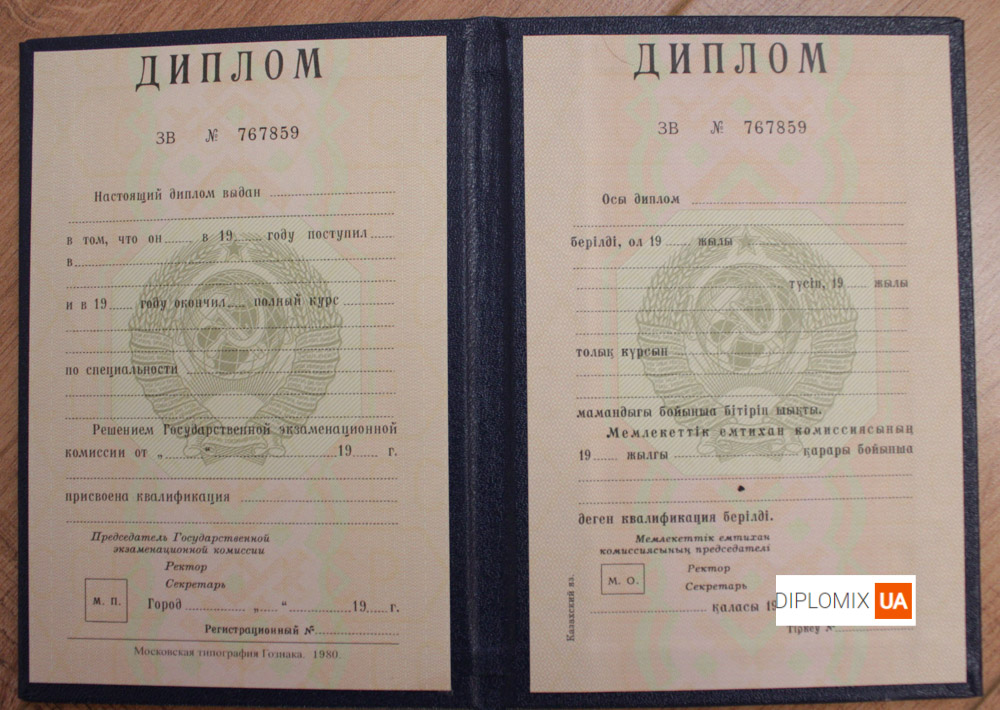 ДИПЛОМ
ЗВ № 767859
Настоящий диплом выдан
в том, что он в 19 году поступил
в
и в 19 году окончил полный курс
по специальности
Решением Государственной экзаменационной
комиссии от „ “ 19 г.
присвоена квалификация
Председатель Государственной
экзаменационной комиссии
Ректор
Секретарь
М. П.
Город „ “ 19 г.
Регистрационный №
Московская типография Гознака. 1980.
ДИПЛОМ
ЗВ № 767859
Осы диплом
берілді, ол 19 жылы
түсіп, 19 жылы
толық курсын
мамандығы бойынша бітіріп шықты.
Мемлекеттік емтихан комиссиясының
19 жылғы қарары бойынша
деген квалификация берілді.
Мемлекеттік емтихан
комиссиясының председателі
Ректор
Секретарь
М. О.
қаласы 19
Тіркеу №
Казахский яз.
DIPLOMIX UA